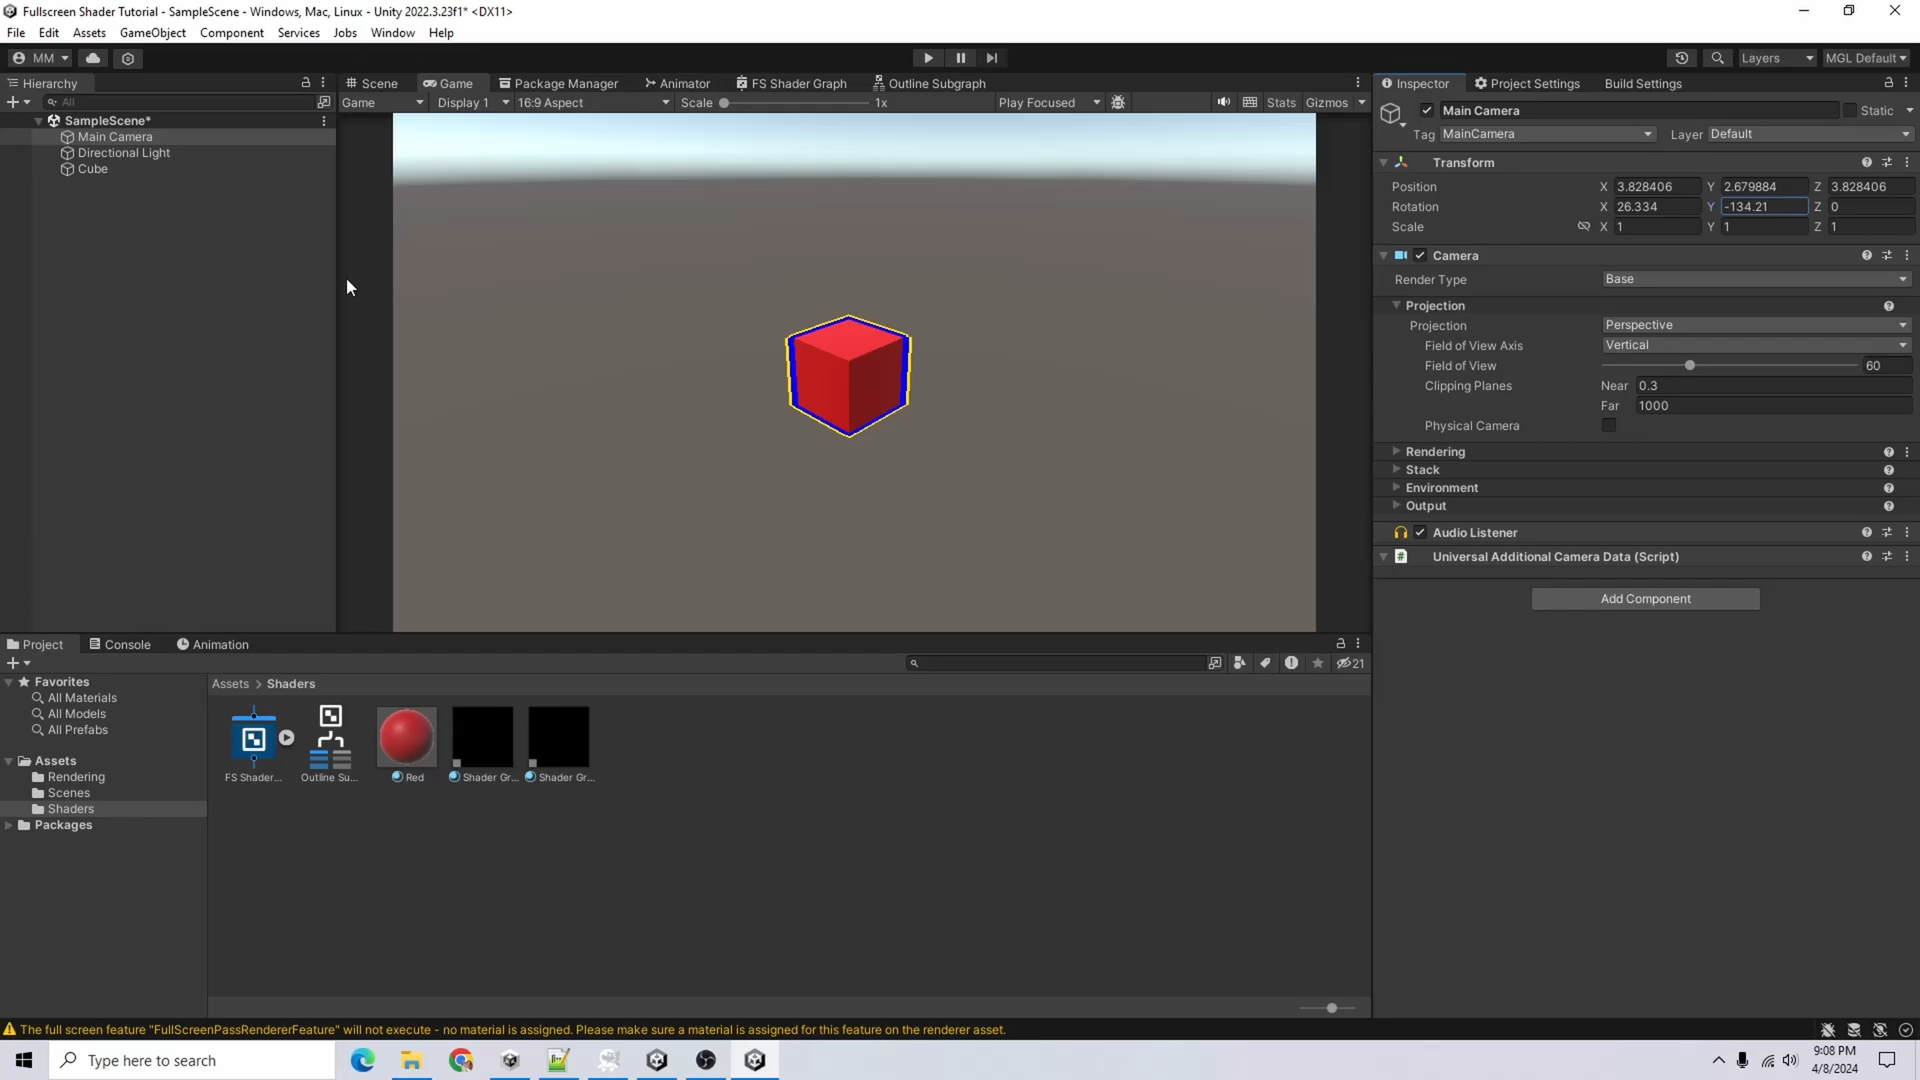 Fullscreen Shader Tutorial - SampleScene - Windows, Mac, Linux - Unity 2022.3.23f1* <DX11>
File Edit Assets GameObject Component Services Jobs Window Help
MM Layers MGL Default
Hierarchy Scene Game Package Manager Animator FS Shader Graph Outline Subgraph Inspector Project Settings Build Settings
All Game Display 1 16:9 Aspect Scale 1x Play Focused Stats Gizmos
SampleScene*
Main Camera
Directional Light
Cube
Main Camera Static
Tag MainCamera Layer Default
Transform
Position X 3.828406 Y 2.679884 Z 3.828406
Rotation X 26.334 Y -134.21 Z 0
Scale X 1 Y 1 Z 1
Camera
Render Type Base
Projection
Projection Perspective
Field of View Axis Vertical
Field of View 60
Clipping Planes Near 0.3
Far 1000
Physical Camera
Rendering
Stack
Environment
Output
Audio Listener
# Universal Additional Camera Data (Script)
Add Component
Project Console Animation
21
Favorites
All Materials
All Models
All Prefabs
Assets
Rendering
Scenes
Shaders
Packages
Assets > Shaders
FS Shader... Outline Su... Red Shader Gr... Shader Gr...
The full screen feature "FullScreenPassRendererFeature" will not execute - no material is assigned. Please make sure a material is assigned for this feature on the renderer asset.
Type here to search
9:08 PM
4/8/2024